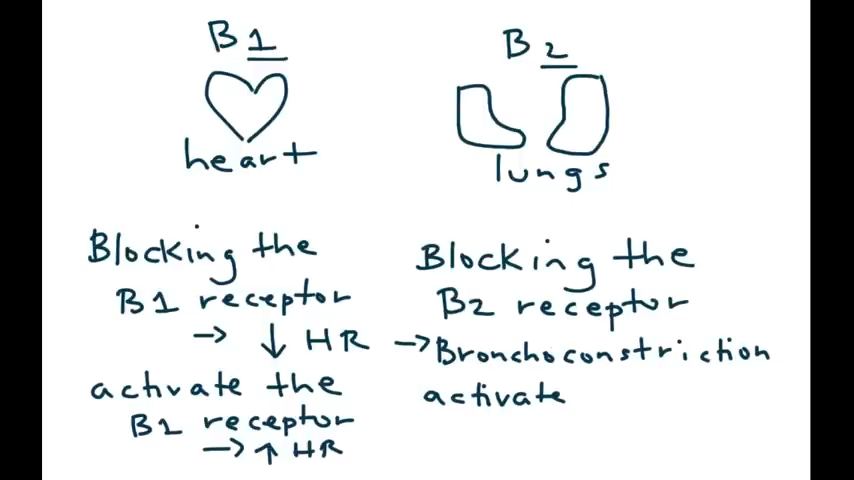 B1
heart
Blocking the
B1 receptor
→ ↓ HR
activate the
B1 receptor
→ ↑ HR
B2
lungs
Blocking the
B2 receptor
→ Bronchoconstriction
activate